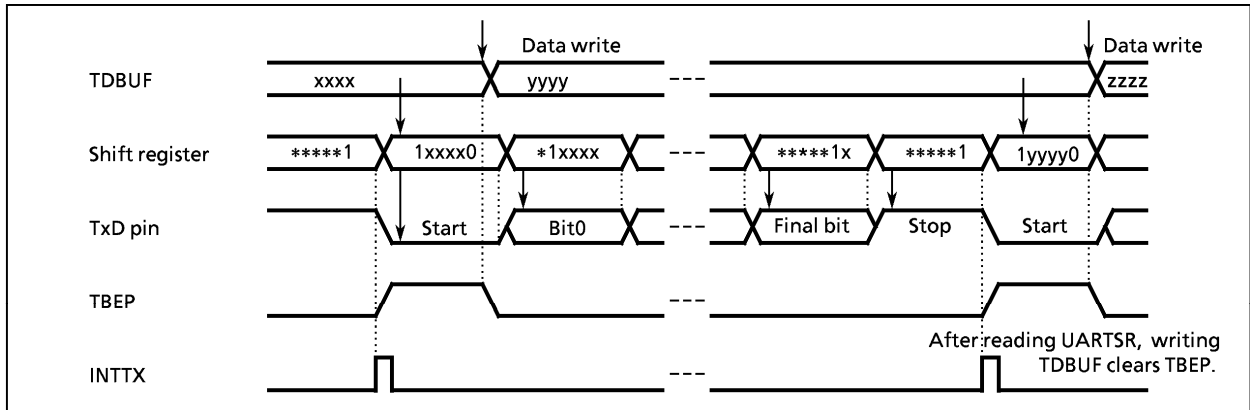 Data write Data write
TDBUF xxxx yyyy zzzz
Shift register *****1 1xxxx0 *1xxxx *****1x *****1 1yyyy0
TxD pin Start Bit0 Final bit Stop Start
TBEP
After reading UARTSR, writing
TDBUF clears TBEP.
INTTX